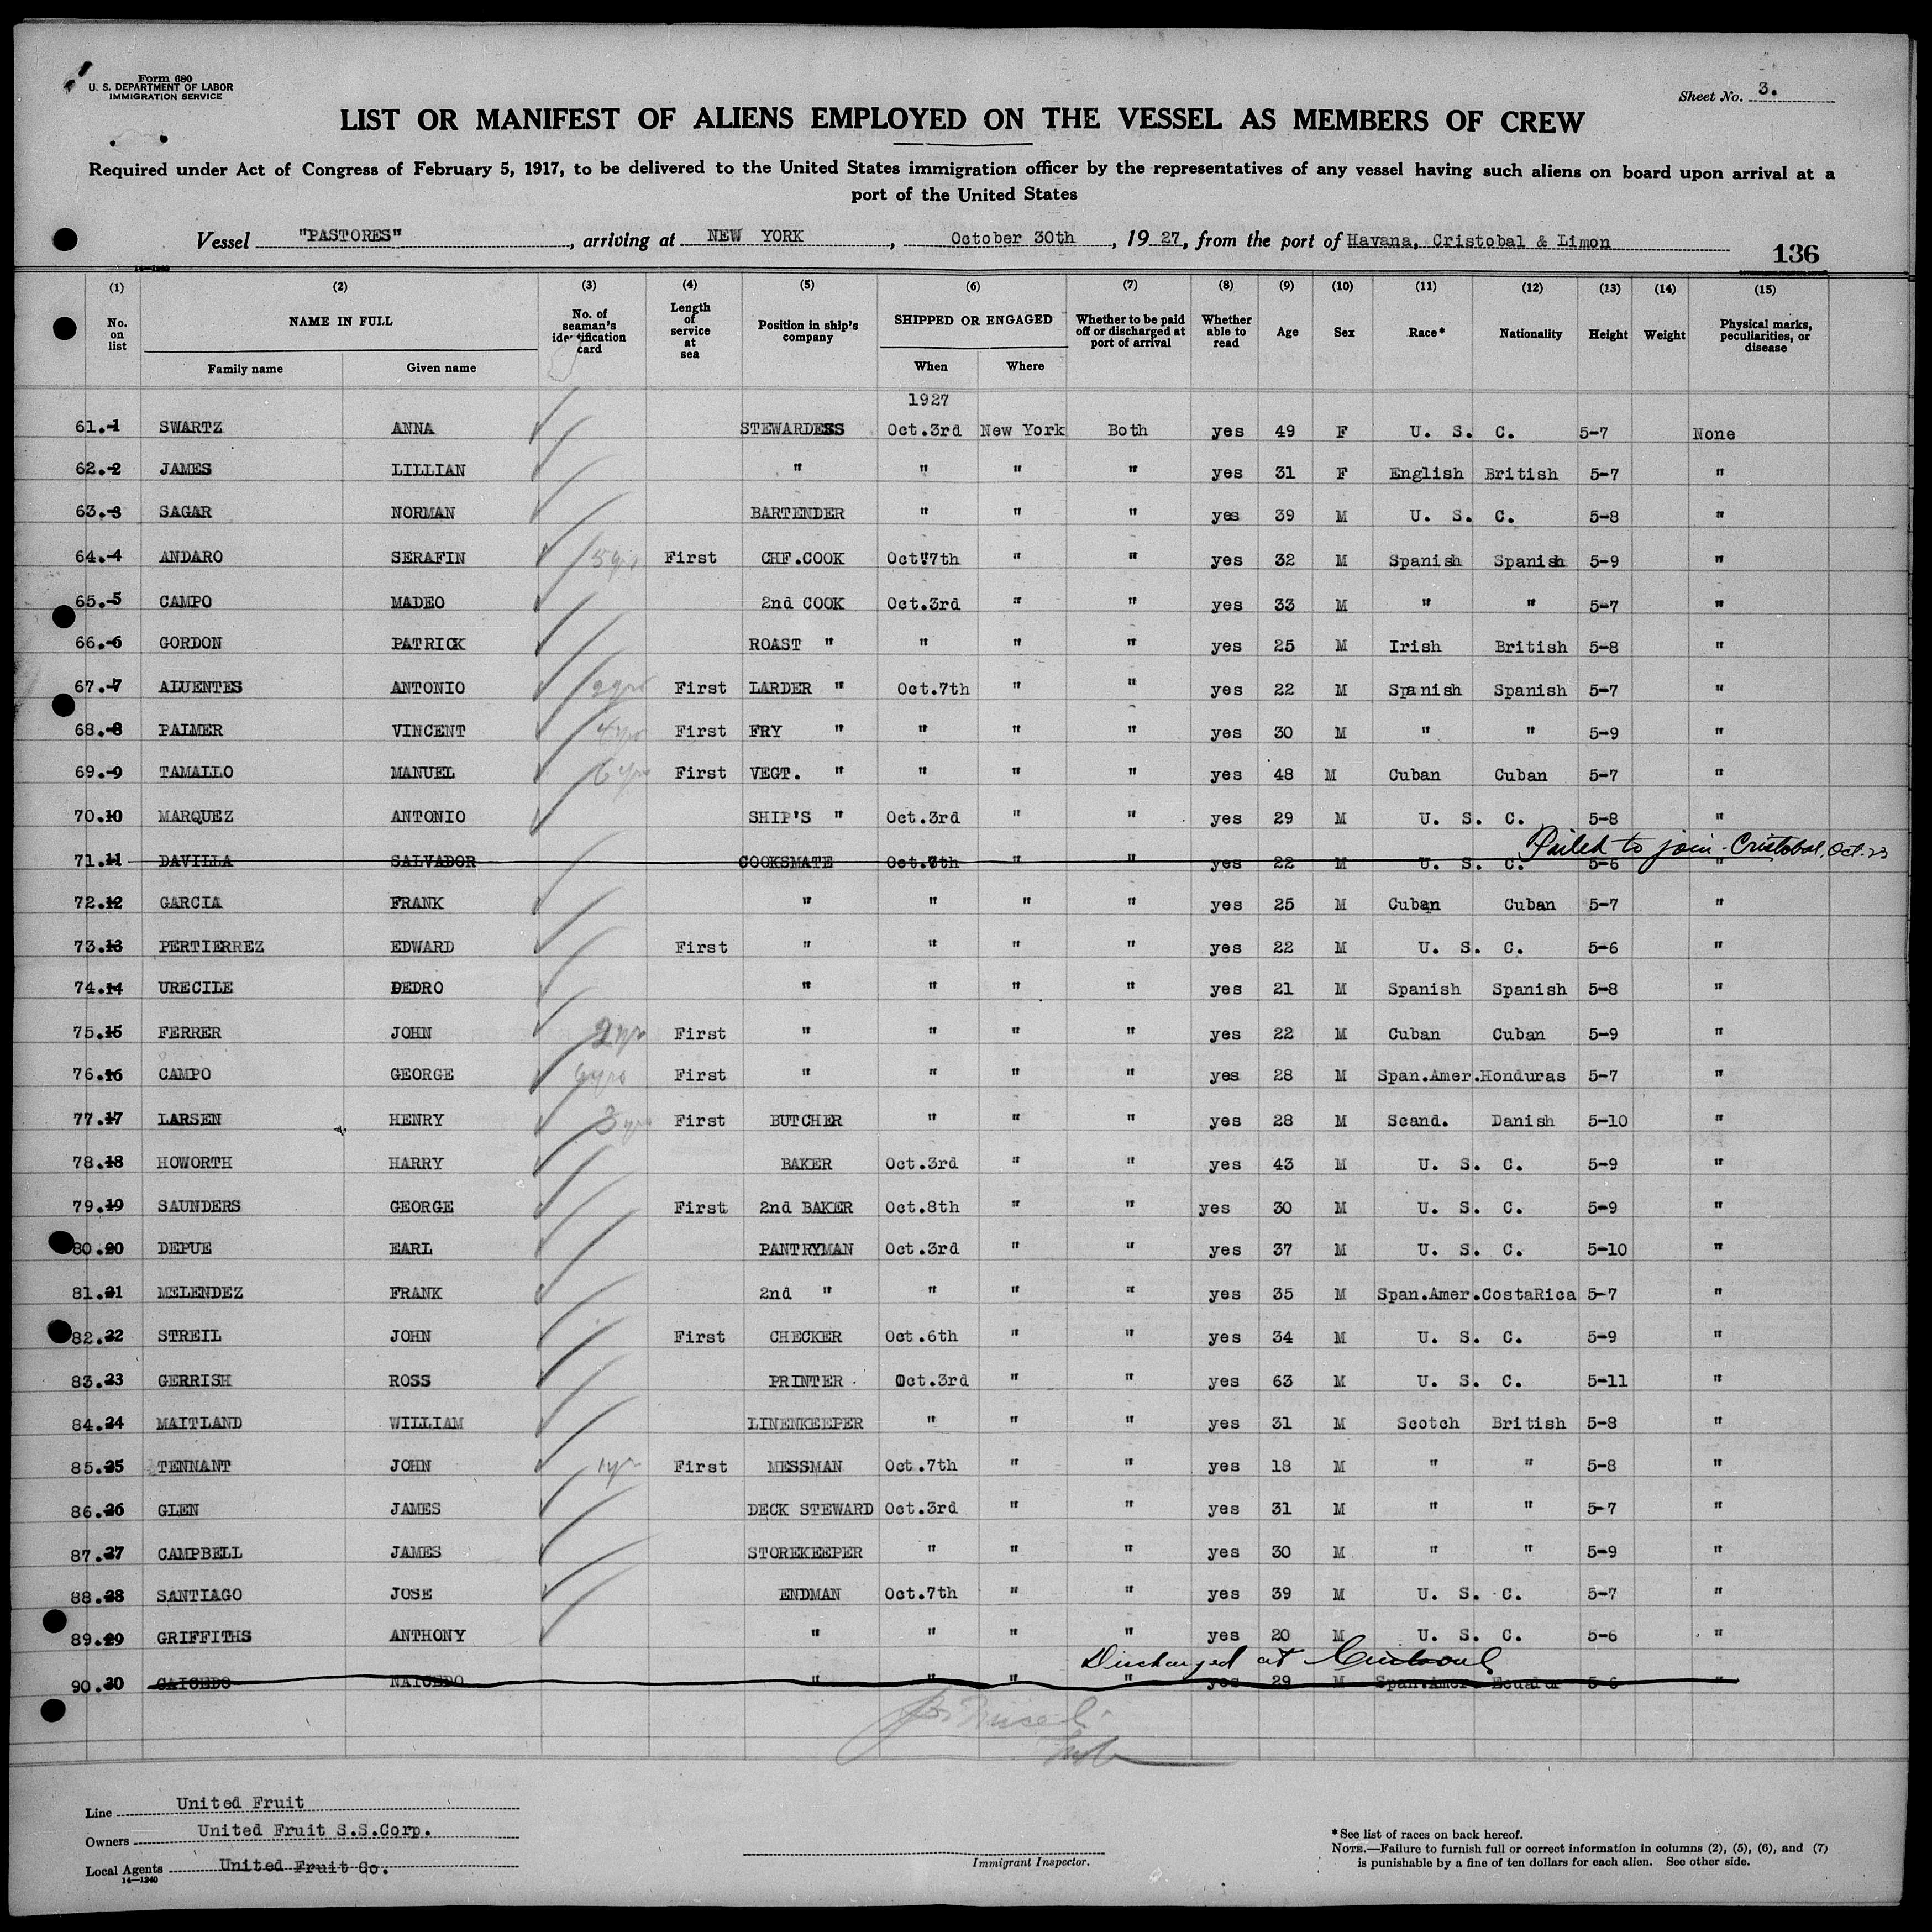 Form 680
U. S. DEPARTMENT OF LABOR
IMMIGRATION SERVICE
Sheet No. 3.
LIST OR MANIFEST OF ALIENS EMPLOYED ON THE VESSEL AS MEMBERS OF CREW
Required under Act of Congress of February 5, 1917, to be delivered to the United States immigration officer by the representatives of any vessel having such aliens on board upon arrival at a
port of the United States
Vessel "PASTORES", arriving at NEW YORK, October 30th, 1927, from the port of Havana, Cristobal & Limon
136
14—1240
(1) (2) (3) (4) (5) (6) (7) (8) (9) (10) (11) (12) (13) (14) (15)
No. on list NAME IN FULL No. of seaman's identification card Length of service at sea Position in ship's company SHIPPED OR ENGAGED Whether to be paid off or discharged at port of arrival Whether able to read Age Sex Race* Nationality Height Weight Physical marks, peculiarities, or disease
Family name Given name When Where
1927
61.-1 SWARTZ ANNA STEWARDESS Oct.3rd New York Both yes 49 F U. S. C. 5-7 None
62.-2 JAMES LILLIAN " " " " yes 31 F English British 5-7 "
63.-3 SAGAR NORMAN BARTENDER " " " yes 39 M U. S. C. 5-8 "
64.-4 ANDARO SERAFIN 5yrs First CHF.COOK Oct"7th " " yes 32 M Spanish Spanish 5-9 "
65.-5 CAMPO MADEO 2nd COOK Oct.3rd " " yes 33 M " " 5-7 "
66.-6 GORDON PATRICK ROAST " " " " yes 25 M Irish British 5-8 "
67.-7 ALUENTES ANTONIO 2yrs First LARDER " Oct.7th " " yes 22 M Spanish Spanish 5-7 "
68.-8 PALMER VINCENT 4yrs First FRY " " " " yes 30 M " " 5-9 "
69.-9 TAMALLO MANUEL 6yrs First VEGT. " " " " yes 48 M Cuban Cuban 5-7 "
70.10 MARQUEZ ANTONIO SHIP'S " Oct.3rd " " yes 29 M U. S. C. 5-8 "
Failed to join - Cristobal, Oct. 23
71.11 DAVILLA SALVADOR COOKSMATE Oct.7th " " yes 22 M U. S. C. 5-6 "
72.12 GARCIA FRANK " " " " yes 25 M Cuban Cuban 5-7 "
73.13 PERTIERREZ EDWARD First " " " " yes 22 M U. S. C. 5-6 "
74.14 URECILE PEDRO " " " " yes 21 M Spanish Spanish 5-8 "
75.15 FERRER JOHN 2yr First " " " " yes 22 M Cuban Cuban 5-9 "
76.16 CAMPO GEORGE yrs First " " " " yes 28 M Span.Amer.Honduras 5-7 "
77.17 LARSEN HENRY 3 yrs First BUTCHER " " " yes 28 M Scand. Danish 5-10 "
78.18 HOWORTH HARRY BAKER Oct.3rd " " yes 43 M U. S. C. 5-9 "
79.19 SAUNDERS GEORGE First 2nd BAKER Oct.8th " " yes 30 M U. S. C. 5-9 "
80.20 DEPUE EARL PANTRYMAN Oct.3rd " " yes 37 M U. S. C. 5-10 "
81.21 MELENDEZ FRANK 2nd " " " " yes 35 M Span.Amer.CostaRica 5-7 "
82.22 STREIL JOHN First CHECKER Oct.6th " " yes 34 M U. S. C. 5-9 "
83.23 GERRISH ROSS PRINTER Oct.3rd " " yes 63 M U. S. C. 5-11 "
84.24 MAITLAND WILLIAM LINENKEEPER " " " yes 31 M Scotch British 5-8 "
85.25 TENNANT JOHN 1yr First MESSMAN Oct.7th " " yes 18 M " " 5-8 "
86.26 GLEN JAMES DECK STEWARD Oct.3rd " " yes 31 M " " 5-7 "
87.27 CAMPBELL JAMES STOREKEEPER " " " yes 30 M " " 5-9 "
88.28 SANTIAGO JOSE ENDMAN Oct.7th " " yes 39 M U. S. C. 5-7 "
89.29 GRIFFITHS ANTHONY " " " " yes 20 M U. S. C. 5-6 "
Discharged at Cristobal
90.30 CAICEDO NAICEDO " " " " yes 29 M Span.Amer. Ecuador 5-6 "
Line United Fruit
Owners United Fruit S.S.Corp.
Local Agents United Fruit Co.
14—1240
Immigrant Inspector.
*See list of races on back hereof.
NOTE.—Failure to furnish full or correct information in columns (2), (5), (6), and (7)
is punishable by a fine of ten dollars for each alien. See other side.